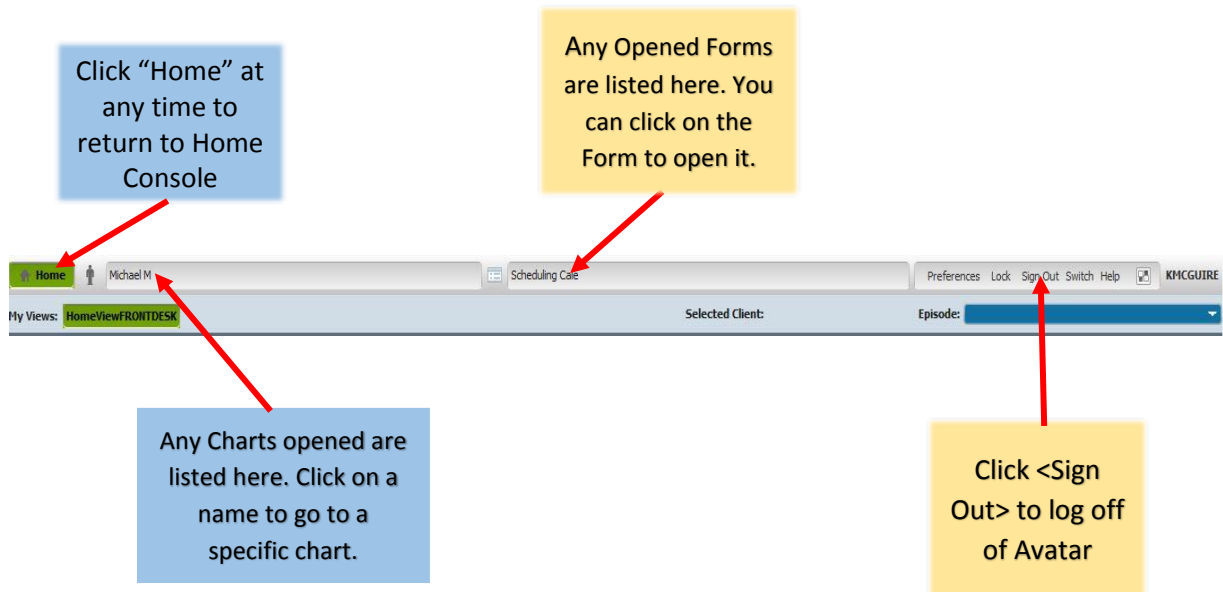 Click “Home” at
any time to
return to Home
Console
Any Opened Forms
are listed here. You
can click on the
Form to open it.
Home Michael M Scheduling Cale Preferences Lock Sign Out Switch Help KMCGUIRE
My Views: HomeViewFRONTDESK Selected Client: Episode:
Any Charts opened are
listed here. Click on a
name to go to a
specific chart.
Click <Sign
Out> to log off
of Avatar